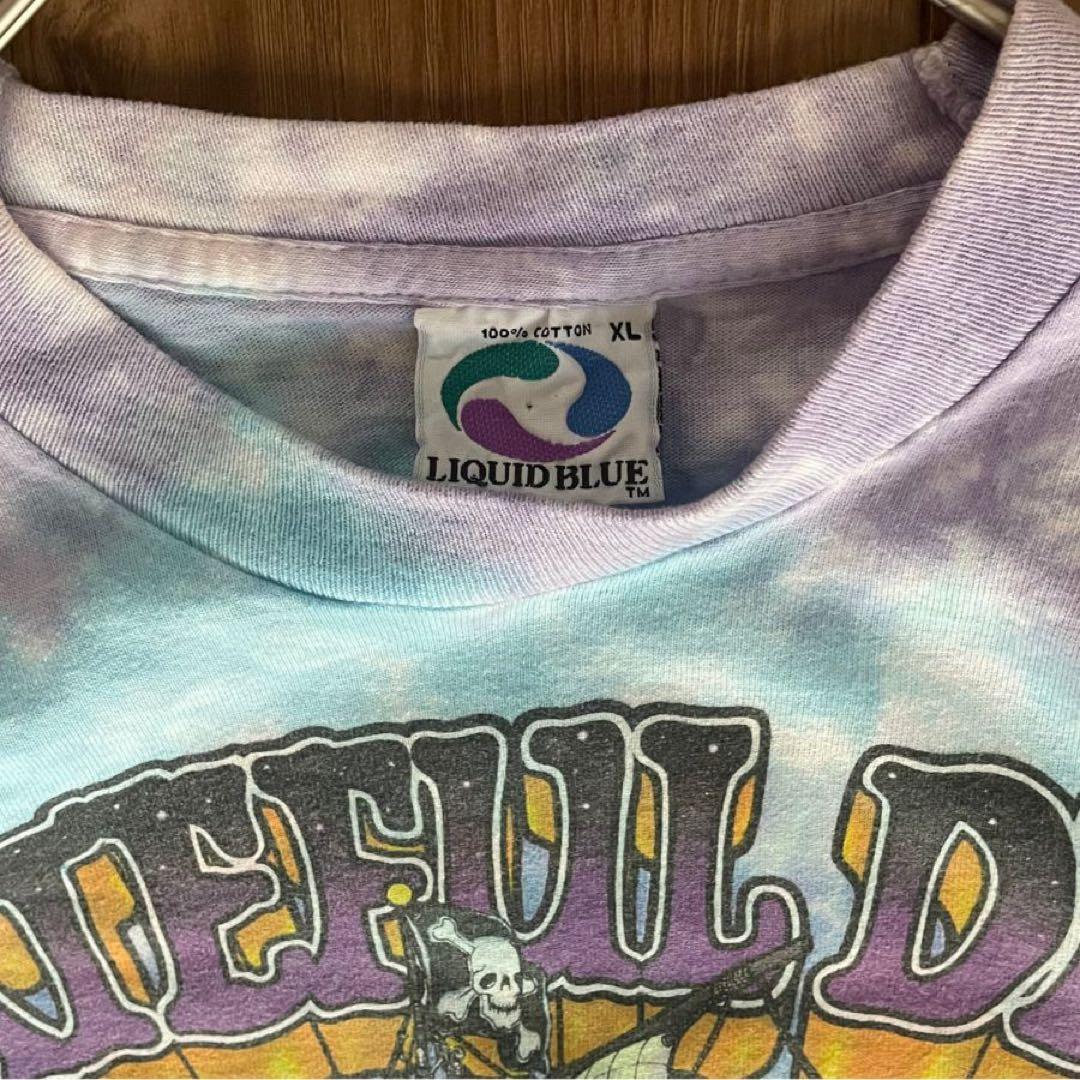 100% COTTON XL
LIQUID BLUE
TM
TEFUL D